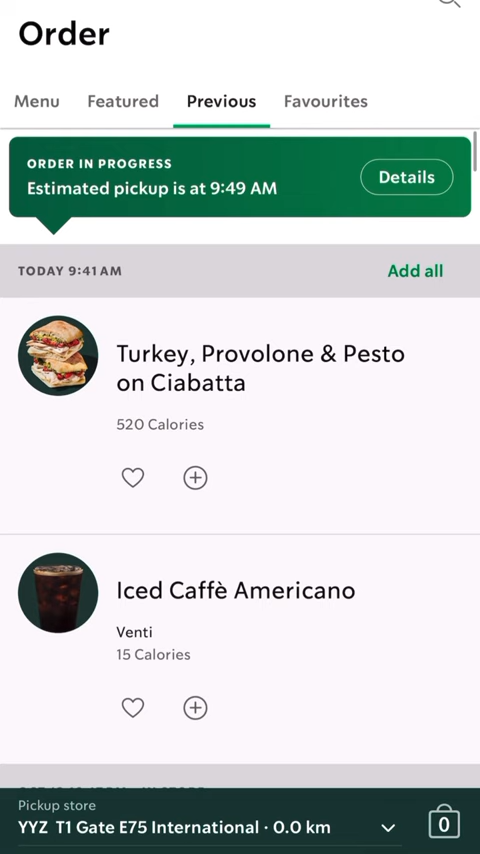 Order
Menu Featured Previous Favourites
ORDER IN PROGRESS
Estimated pickup is at 9:49 AM
Details
TODAY 9:41 AM
Add all
Turkey, Provolone & Pesto
on Ciabatta
520 Calories
Iced Caffè Americano
Venti
15 Calories
Pickup store
YYZ T1 Gate E75 International · 0.0 km
0